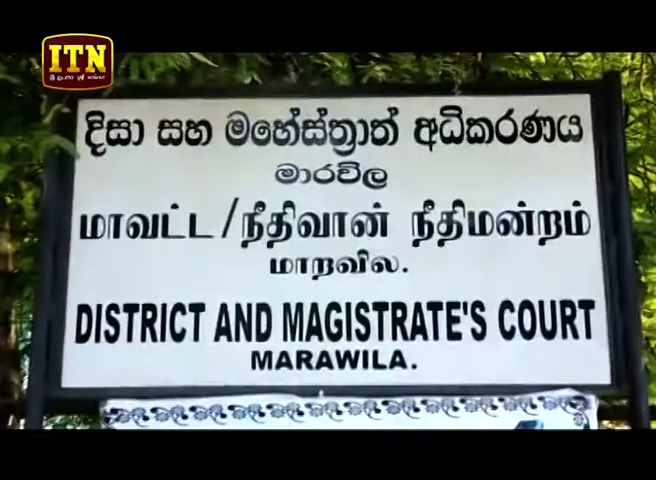 ITN
දිසා සහ මහේස්ත්‍රාත් අධිකරණය
මාරවිල
மாவட்ட/நீதிவான் நீதிமன்றம்
மாறவில.
DISTRICT AND MAGISTRATE'S COURT
MARAWILA.